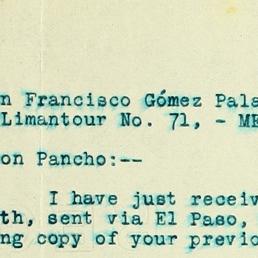 n Francisco Gómez Pala
Limantour No. 71, - ME
on Pancho:--
I have just receiv
th, sent via El Paso,
ng copy of your previo